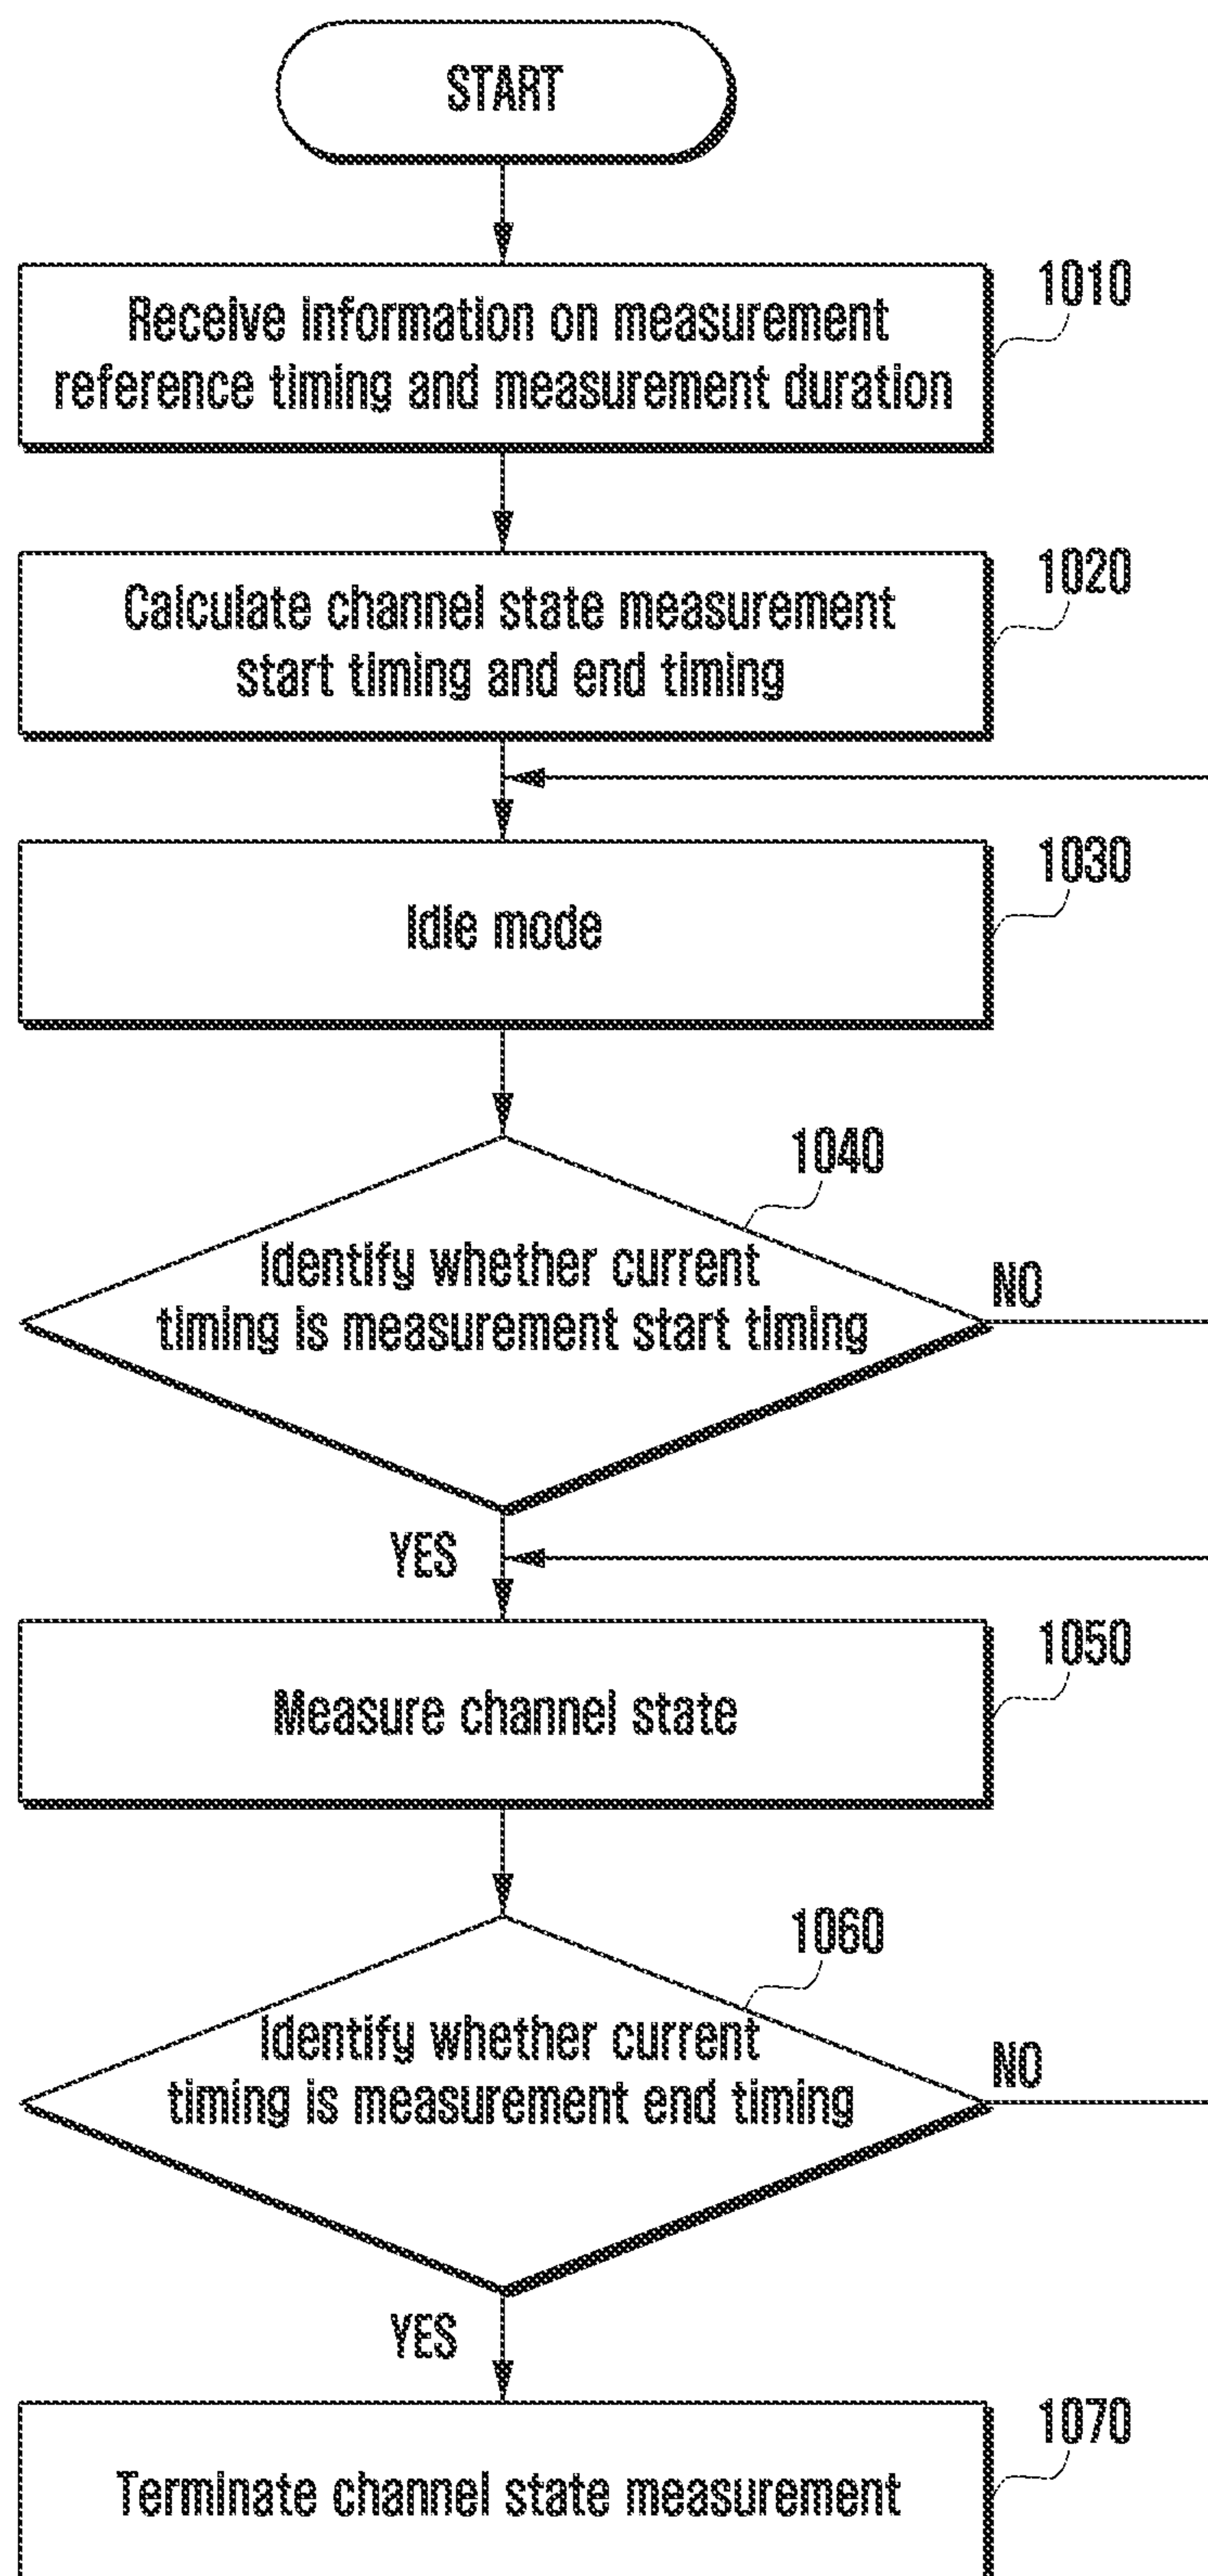 START
1010
Receive information on measurement
reference timing and measurement duration
1020
Calculate channel state measurement
start timing and end timing
1030
Idle mode
1040
Identify whether current
timing is measurement start timing
NO
YES
1050
Measure channel state
1060
Identify whether current
timing is measurement end timing
NO
YES
1070
Terminate channel state measurement